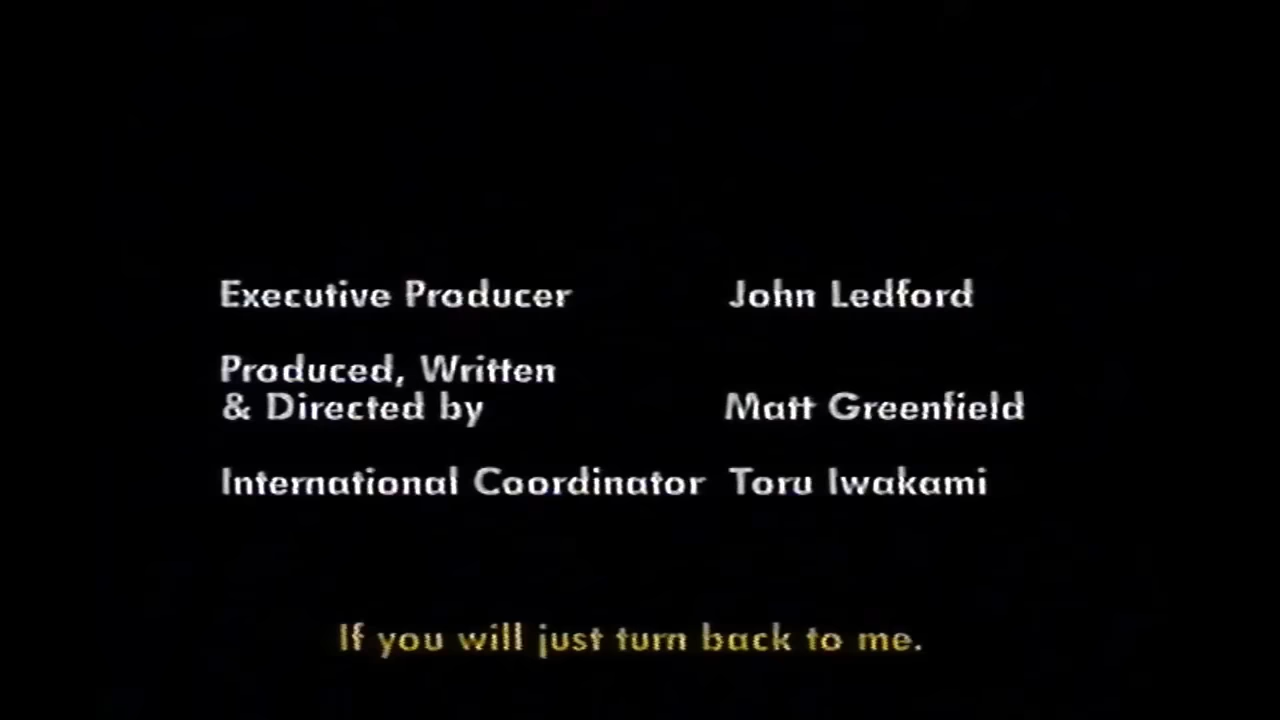 Executive Producer John Ledford
Produced, Written
& Directed by Matt Greenfield
International Coordinator Toru Iwakami
If you will just turn back to me.